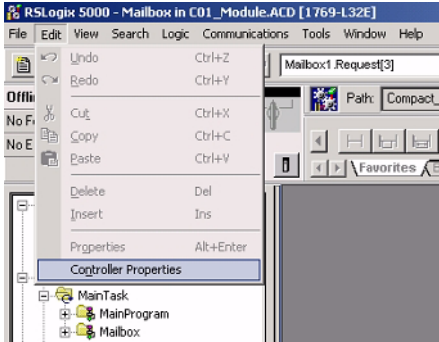 RSLogix 5000 - Mailbox in C01_Module.ACD [1769-L32E]
File Edit View Search Logic Communications Tools Window Help
Undo Ctrl+Z
Redo Ctrl+Y
Cut Ctrl+X
Copy Ctrl+C
Paste Ctrl+V
Delete Del
Insert Ins
Properties Alt+Enter
Controller Properties
Mailbox1.Request[3]
Offli
No F
No E
Path: Compact_
Favorites
MainTask
MainProgram
Mailbox